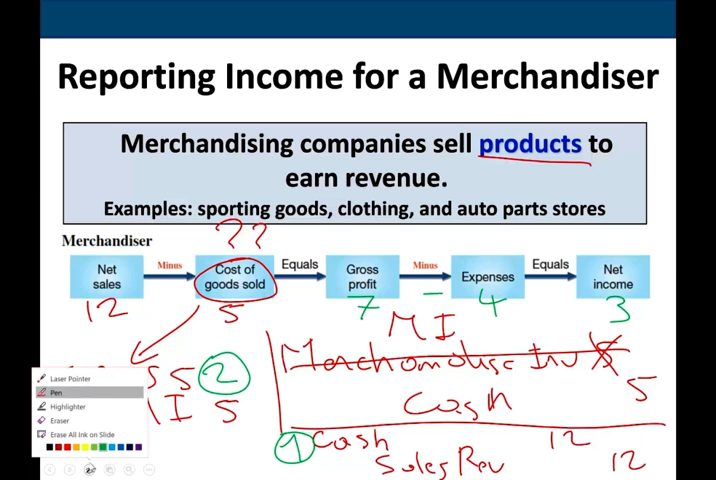 Reporting Income for a Merchandiser
Merchandising companies sell products to
earn revenue.
Examples: sporting goods, clothing, and auto parts stores
??
Merchandiser
Net sales Minus Cost of goods sold Equals Gross profit Minus Expenses Equals Net income
12 5 7 – 4 3
MI
Merchandise Inv 5
S 5 2
I 5
Cash 5
1 Cash 12
Sales Rev 12
Laser Pointer
Pen
Highlighter
Eraser
Erase All Ink on Slide